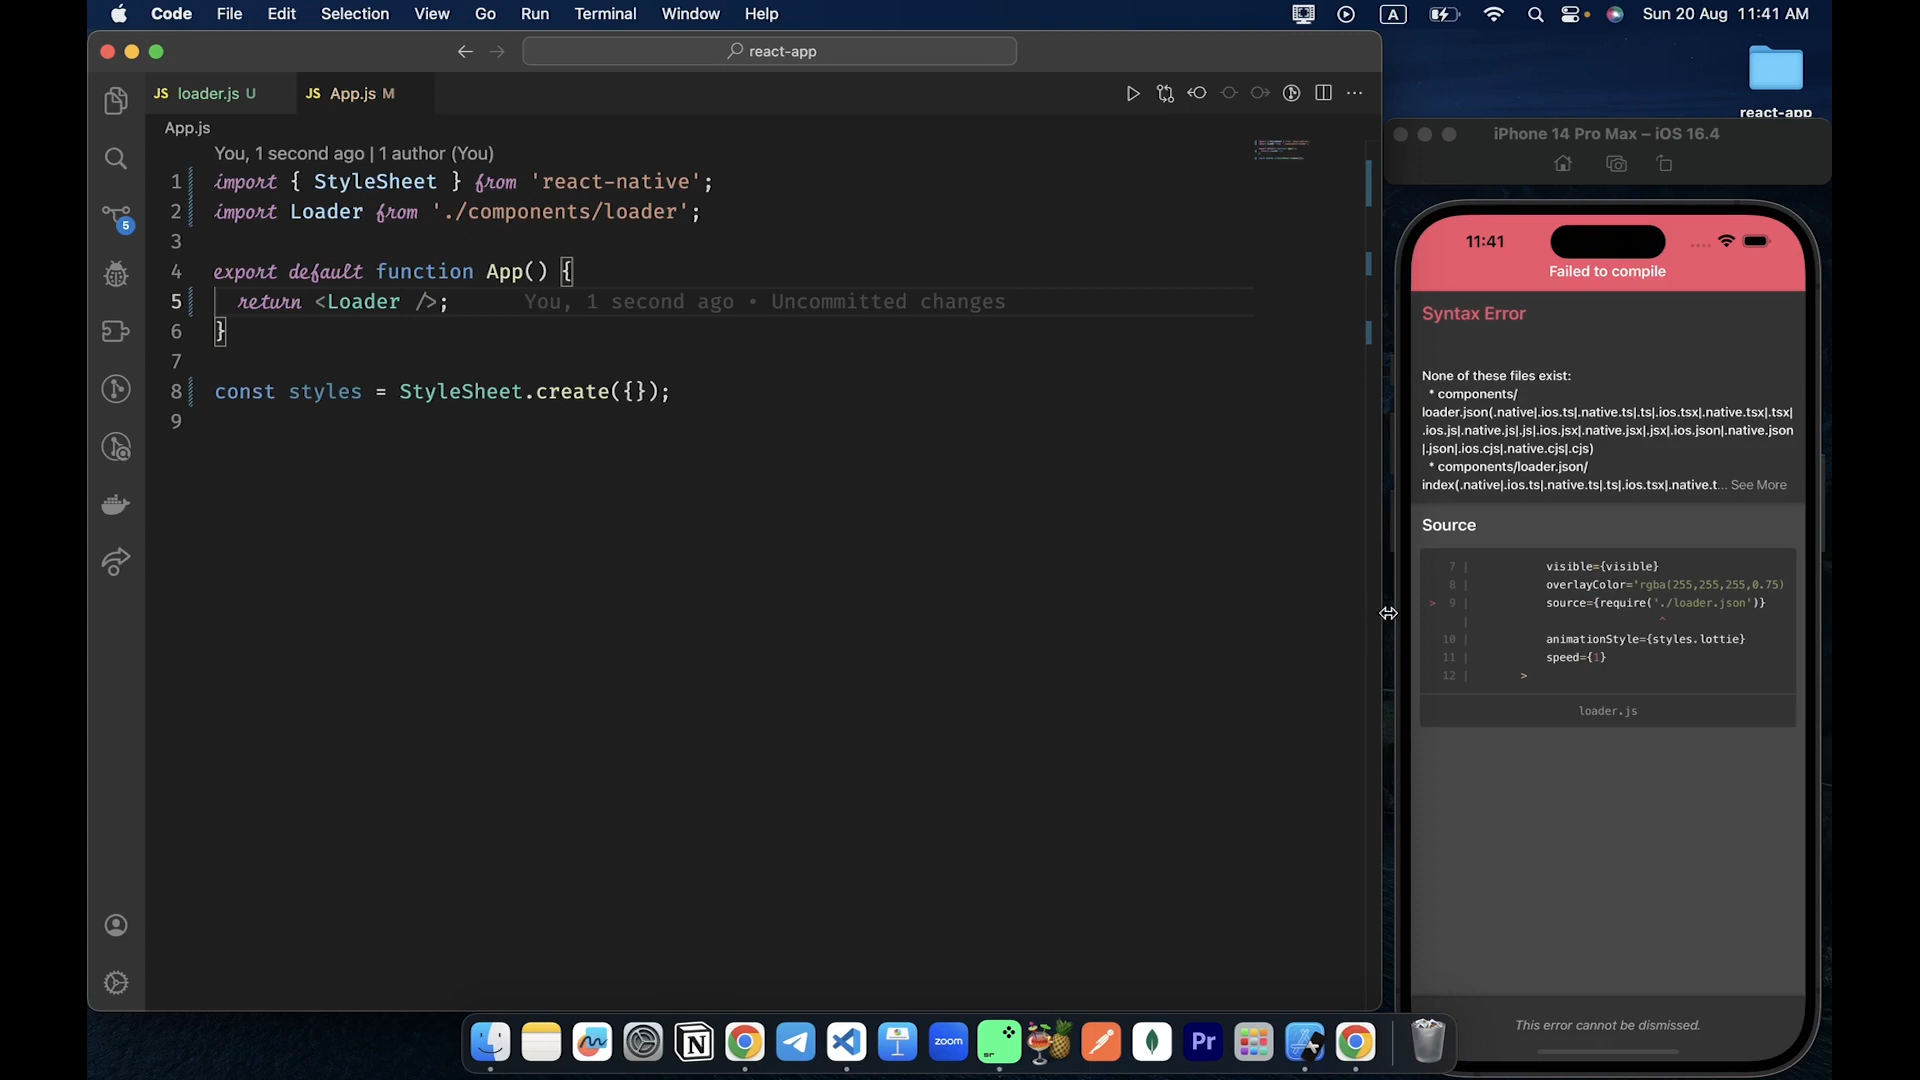 Code File Edit Selection View Go Run Terminal Window Help
A
Sun 20 Aug 11:41 AM
react-app
react-app
JS loader.js U
JS App.js M
App.js
You, 1 second ago | 1 author (You)
1 import { StyleSheet } from 'react-native';
2 import Loader from './components/loader';
3
4 export default function App() {
5 return <Loader />; You, 1 second ago • Uncommitted changes
6 }
7
8 const styles = StyleSheet.create({});
9
5
iPhone 14 Pro Max – iOS 16.4
11:41
Failed to compile
Syntax Error
None of these files exist:
* components/
loader.json(.native|.ios.ts|.native.ts|.ts|.ios.tsx|.native.tsx|.tsx|
.ios.js|.native.js|.js|.ios.jsx|.native.jsx|.jsx|.ios.json|.native.json
|.json|.ios.cjs|.native.cjs|.cjs)
* components/loader.json/
index(.native|.ios.ts|.native.ts|.ts|.ios.tsx|.native.t... See More
Source
7 | visible={visible}
8 | overlayColor='rgba(255,255,255,0.75)
> 9 | source={require('./loader.json')}
| ^
10 | animationStyle={styles.lottie}
11 | speed={1}
12 | >
loader.js
This error cannot be dismissed.
zoom
sr
Pr